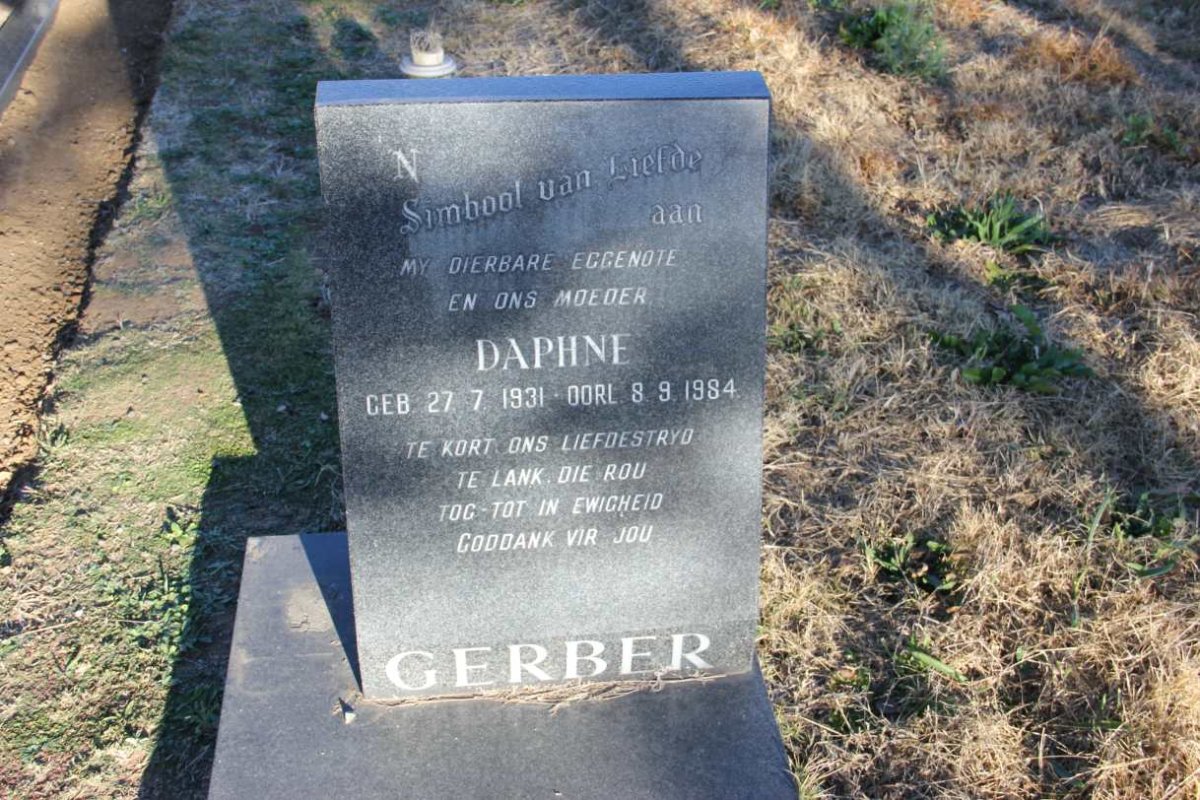 'N
Simbool van Liefde
aan
MY DIERBARE EGGENOTE
EN ONS MOEDER
DAPHNE
GEB 27 7 1931 - OORL 8.9.1984.
TE KORT ONS LIEFDESTRYD
TE LANK DIE ROU
TOG - TOT IN EWIGHEID
GODDANK VIR JOU
GERBER